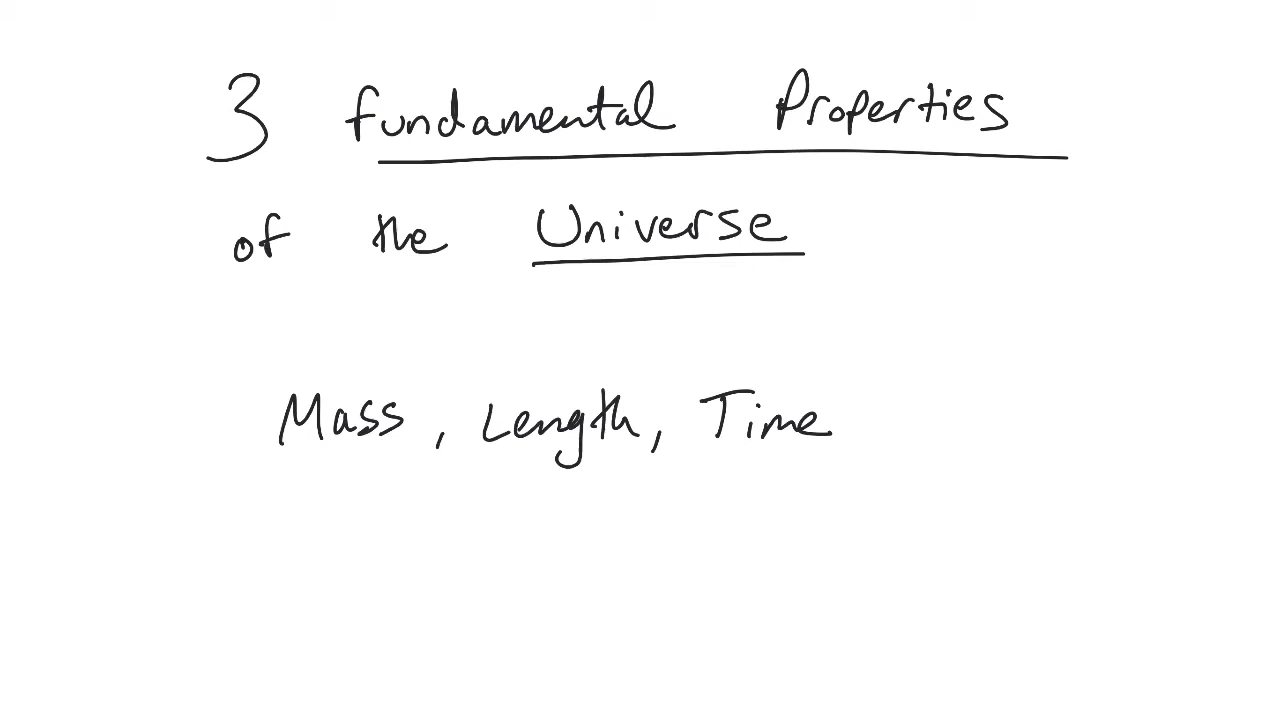 3 fundamental Properties
of the Universe
Mass, Length, Time